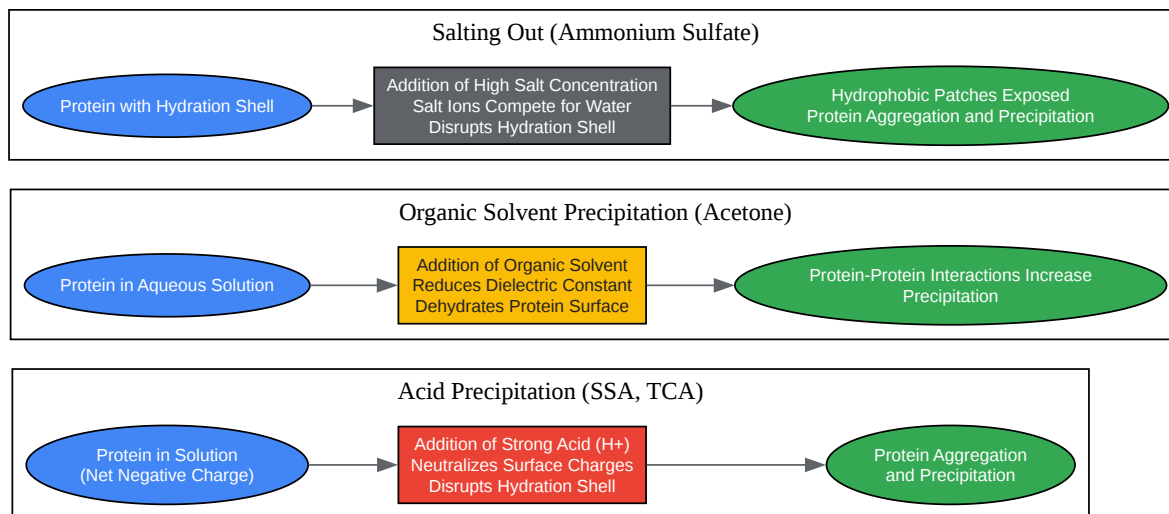 Salting Out (Ammonium Sulfate)
Protein with Hydration Shell
Addition of High Salt Concentration
Salt Ions Compete for Water
Disrupts Hydration Shell
Hydrophobic Patches Exposed
Protein Aggregation and Precipitation
Organic Solvent Precipitation (Acetone)
Protein in Aqueous Solution
Addition of Organic Solvent
Reduces Dielectric Constant
Dehydrates Protein Surface
Protein-Protein Interactions Increase
Precipitation
Acid Precipitation (SSA, TCA)
Protein in Solution
(Net Negative Charge)
Addition of Strong Acid (H+)
Neutralizes Surface Charges
Disrupts Hydration Shell
Protein Aggregation
and Precipitation